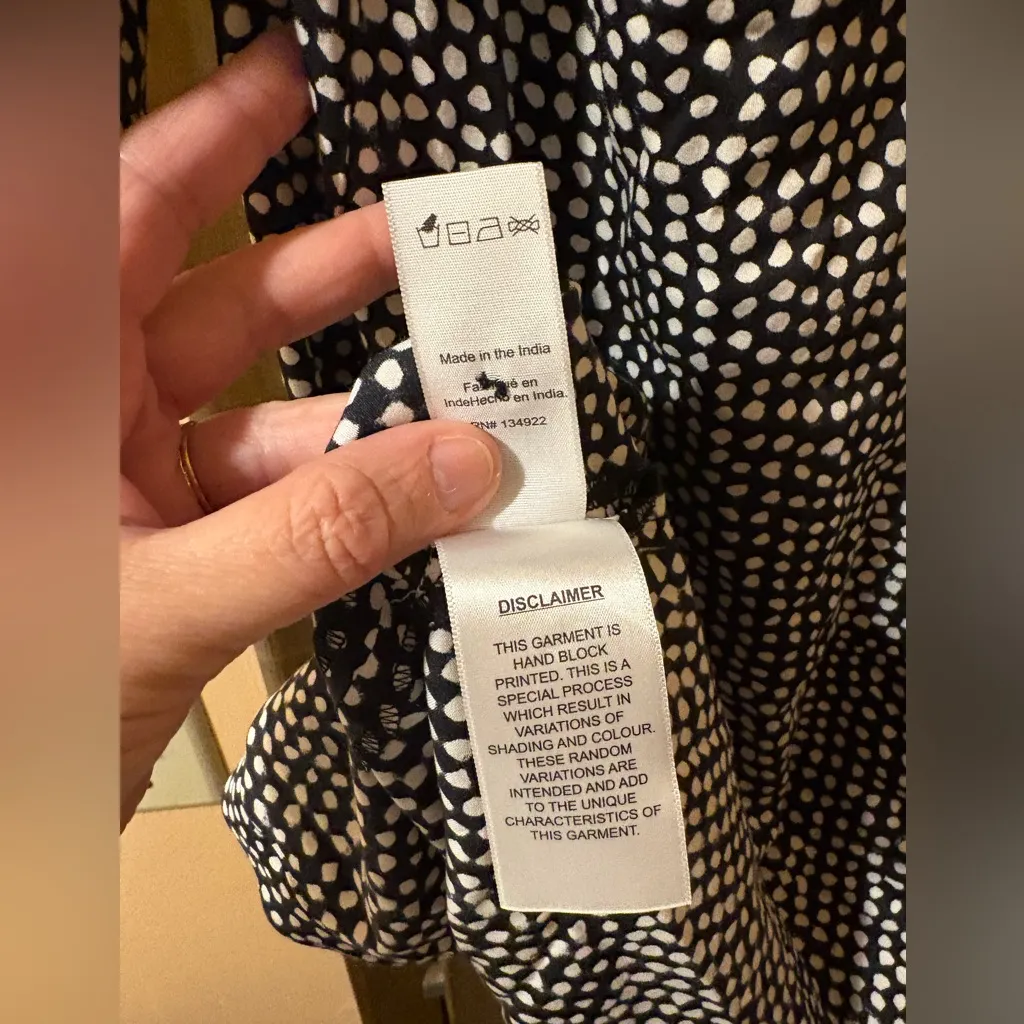 Made in the India
en
IndeHecho en India.
RN# 134922
DISCLAIMER
THIS GARMENT IS
HAND BLOCK
PRINTED. THIS IS A
SPECIAL PROCESS
WHICH RESULT IN
VARIATIONS OF
SHADING AND COLOUR.
THESE RANDOM
VARIATIONS ARE
INTENDED AND ADD
TO THE UNIQUE
CHARACTERISTICS OF
THIS GARMENT.